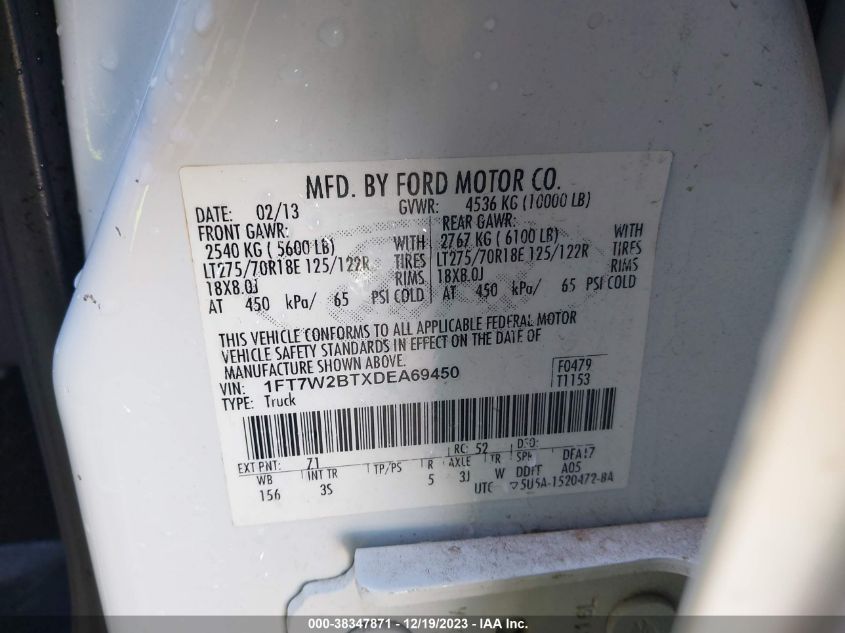 MFD. BY FORD MOTOR CO.
DATE: 02/13 GVWR: 4536 KG (10000 LB)
FRONT GAWR: REAR GAWR:
2540 KG (5600 LB) WITH 2767 KG (6100 LB) WITH
LT275/70R18E 125/122R TIRES LT275/70R18E 125/122R TIRES
18X8.0J RIMS 18X8.0J RIMS
AT 450 kPa/ 65 PSI COLD AT 450 kPa/ 65 PSI COLD
THIS VEHICLE CONFORMS TO ALL APPLICABLE FEDERAL MOTOR
VEHICLE SAFETY STANDARDS IN EFFECT ON THE DATE OF
MANUFACTURE SHOWN ABOVE.
VIN: 1FT7W2BTXDEA69450 F0479
TYPE: Truck T1153
EXT PNT: Z1 RC: 52 DSO:
WB INT TR TP/PS R AXLE TR SPR DFA17
156 3S 5 3J W DDFF A05
UTC 5U5A-1520472-BA
000-38347871 - 12/19/2023 - IAA Inc.